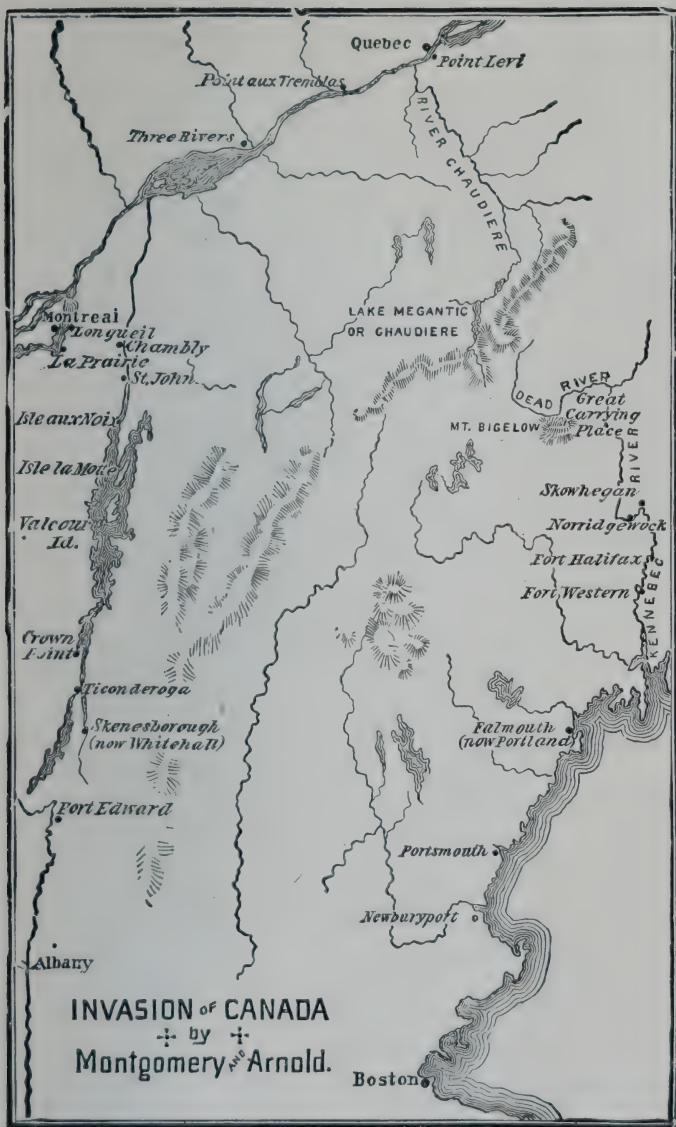 Quebec
Point Levi
Point aux Trembles
Three Rivers
RIVER CHAUDIERE
Montreal
Longueil
Chambly
La Prairie
St. John
LAKE MEGANTIC
OR CHAUDIERE
DEAD RIVER
Great
Carrying
Place
MT. BIGELOW
Isle aux Noix
Isle la Motte
Valcour
Id.
Skowhegan
Norridgewock
Fort Halifax
Fort Western
KENNEBEC RIVER
Crown
Point
Ticonderoga
Skenesborough
(now Whitehall)
Falmouth
(now Portland)
Fort Edward
Portsmouth
Newburyport
Albany
INVASION OF CANADA
by
Montgomery AND Arnold.
Boston